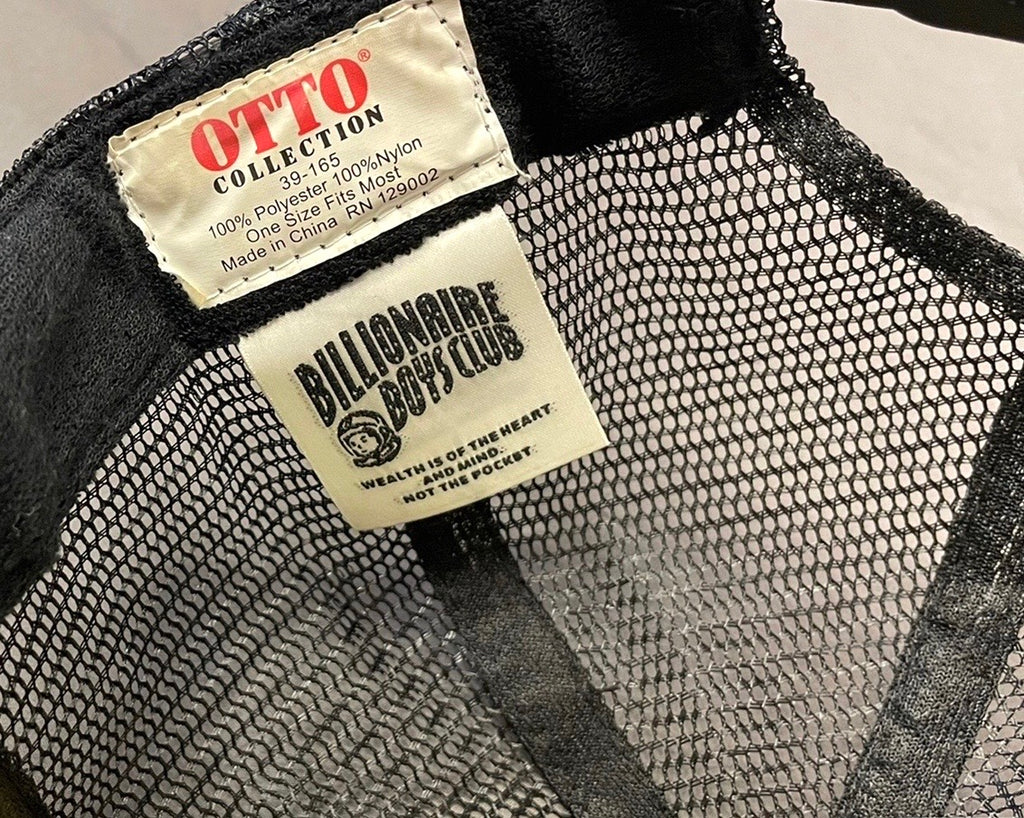 OTTO®
COLLECTION
39-165
100% Polyester 100%Nylon
One Size Fits Most
Made in China RN 129002
BILLIONAIRE
BOYS CLUB
WEALTH IS OF THE HEART
AND MIND.
NOT THE POCKET